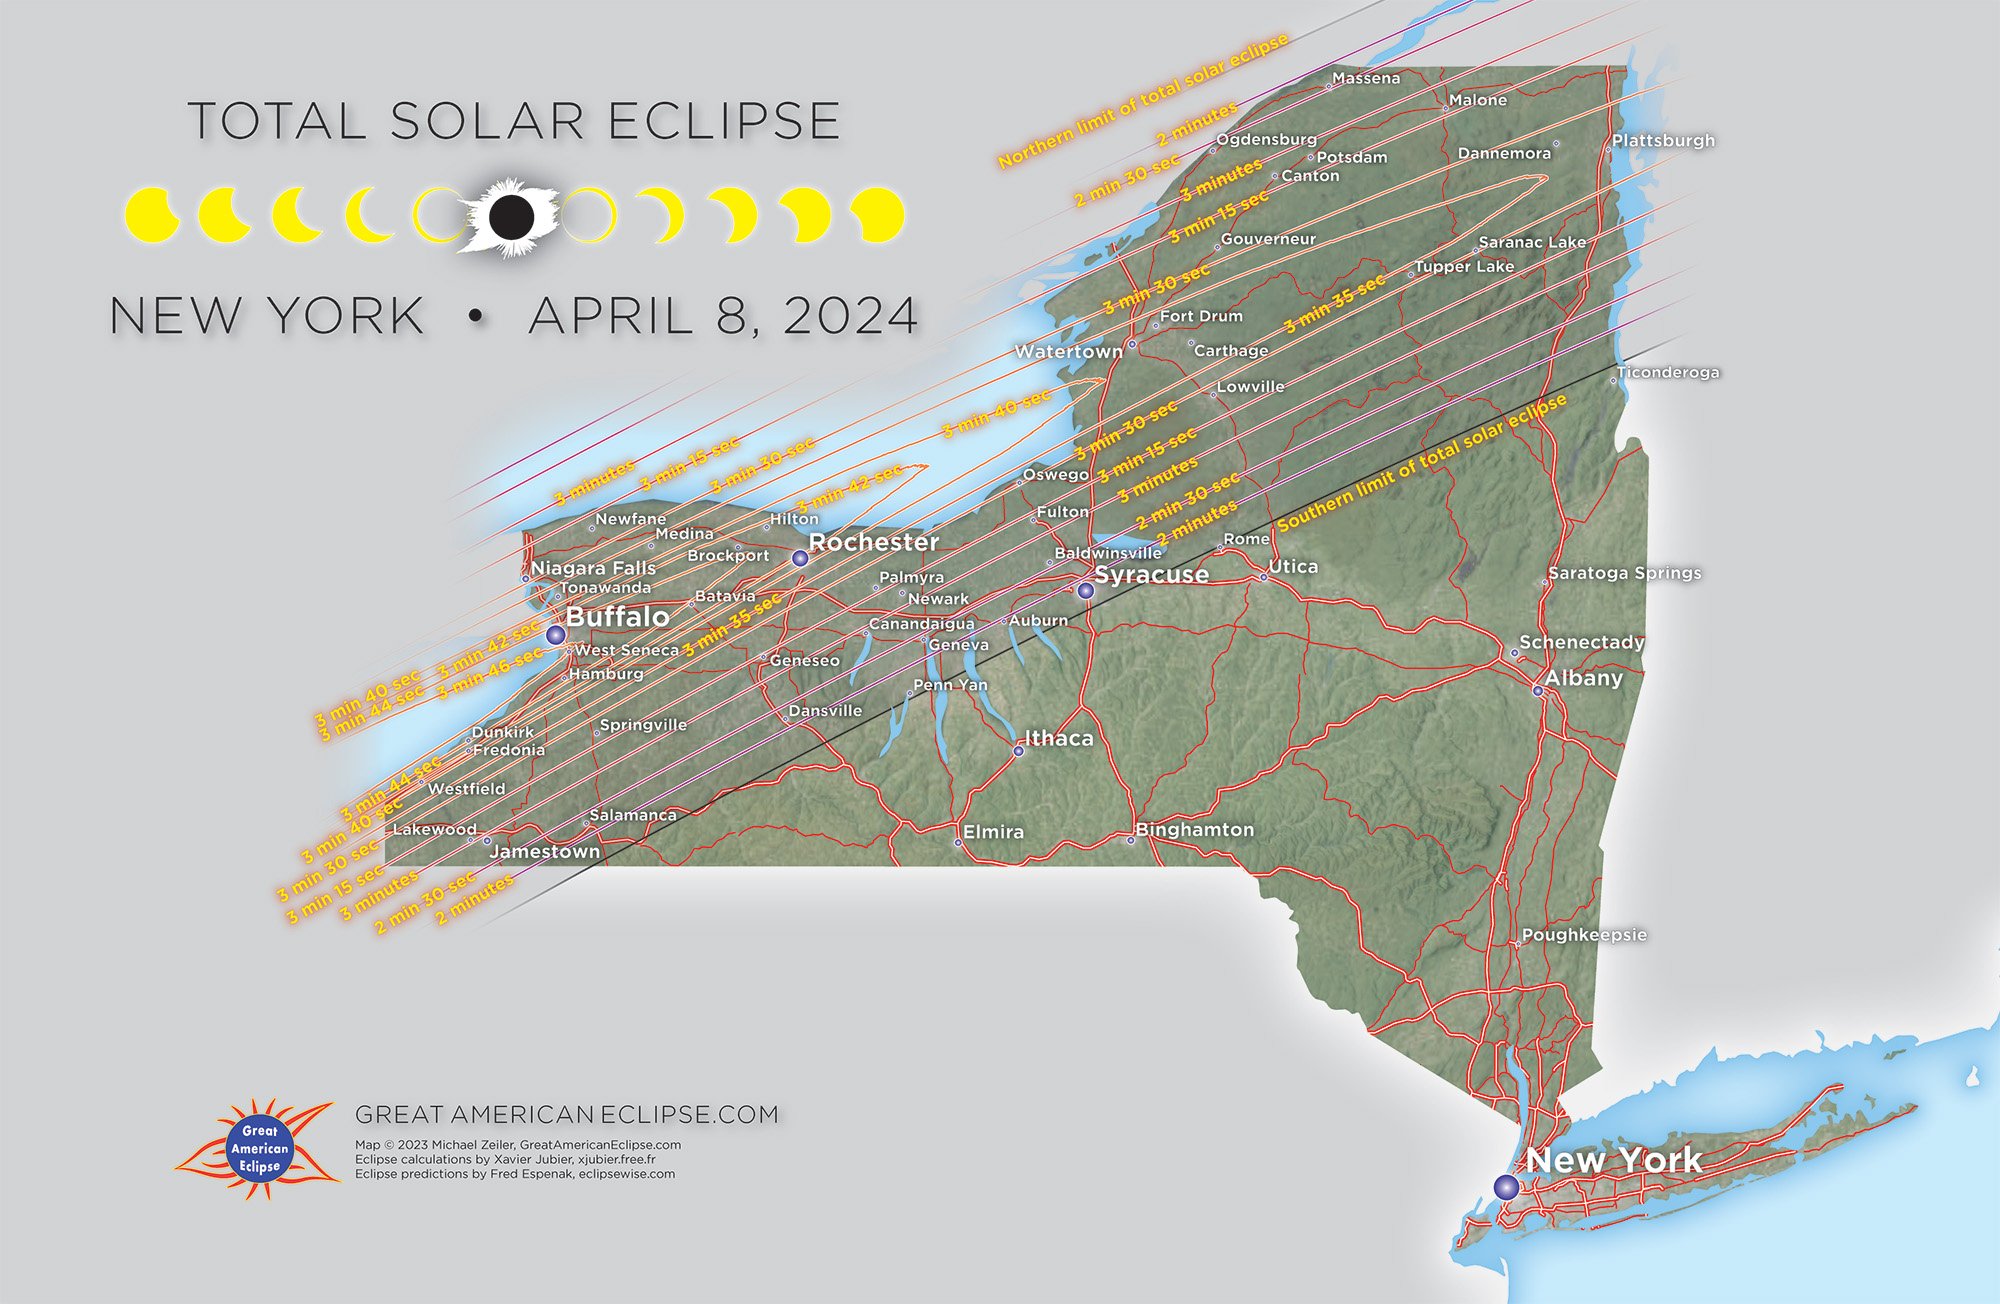 TOTAL SOLAR ECLIPSE
NEW YORK • APRIL 8, 2024
Northern limit of total solar eclipse
2 minutes
2 min 30 sec
3 minutes
3 min 15 sec
3 min 30 sec
3 min 35 sec
3 min 40 sec
3 min 30 sec
3 min 15 sec
3 minutes
2 min 30 sec
2 minutes
Southern limit of total solar eclipse
Massena
Malone
Ogdensburg
Potsdam
Canton
Dannemora
Plattsburgh
Gouverneur
Saranac Lake
Tupper Lake
Fort Drum
Watertown
Carthage
Lowville
Ticonderoga
3 minutes
3 min 15 sec
3 min 30 sec
3 min 42 sec
Oswego
Fulton
Newfane
Medina
Hilton
Brockport
Rochester
Baldwinsville
Rome
Niagara Falls
Tonawanda
Syracuse
Utica
Saratoga Springs
Palmyra
Newark
Batavia
Buffalo
3 min 35 sec
Canandaigua
Auburn
Geneva
Schenectady
Albany
3 min 42 sec
3 min 46 sec
3 min 40 sec
3 min 44 sec
West Seneca
Hamburg
Geneseo
Penn Yan
Dansville
Springville
Dunkirk
Fredonia
Ithaca
Westfield
3 min 44 sec
3 min 40 sec
3 min 30 sec
3 min 15 sec
3 minutes
2 min 30 sec
2 minutes
Lakewood
Jamestown
Salamanca
Elmira
Binghamton
Poughkeepsie
New York
Great
American
Eclipse
GREATAMERICANECLIPSE.COM
Map © 2023 Michael Zeiler, GreatAmericanEclipse.com
Eclipse calculations by Xavier Jubier, xjubier.free.fr
Eclipse predictions by Fred Espenak, eclipsewise.com